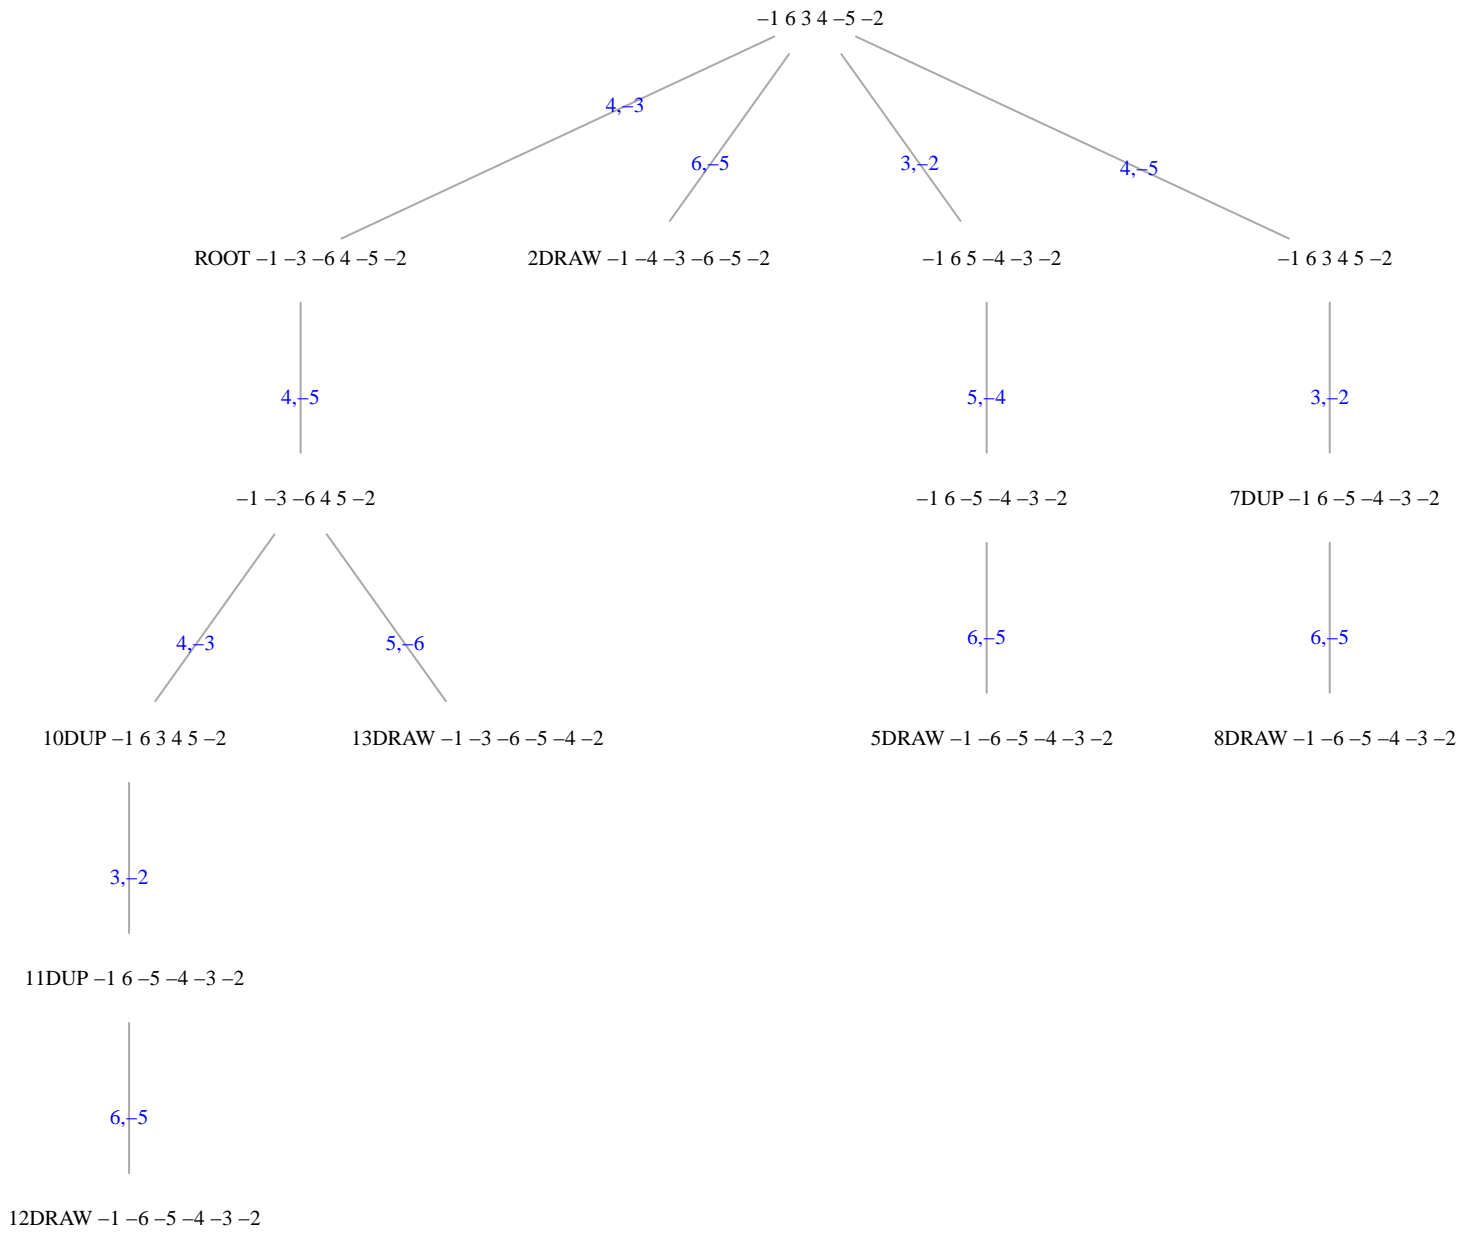 –1 6 3 4 –5 –2
4,–3
6,–5
3,–2
4,–5
ROOT –1 –3 –6 4 –5 –2
2DRAW –1 –4 –3 –6 –5 –2
–1 6 5 –4 –3 –2
–1 6 3 4 5 –2
4,–5
5,–4
3,–2
–1 –3 –6 4 5 –2
–1 6 –5 –4 –3 –2
7DUP –1 6 –5 –4 –3 –2
4,–3
5,–6
6,–5
6,–5
10DUP –1 6 3 4 5 –2
13DRAW –1 –3 –6 –5 –4 –2
5DRAW –1 –6 –5 –4 –3 –2
8DRAW –1 –6 –5 –4 –3 –2
3,–2
11DUP –1 6 –5 –4 –3 –2
6,–5
12DRAW –1 –6 –5 –4 –3 –2